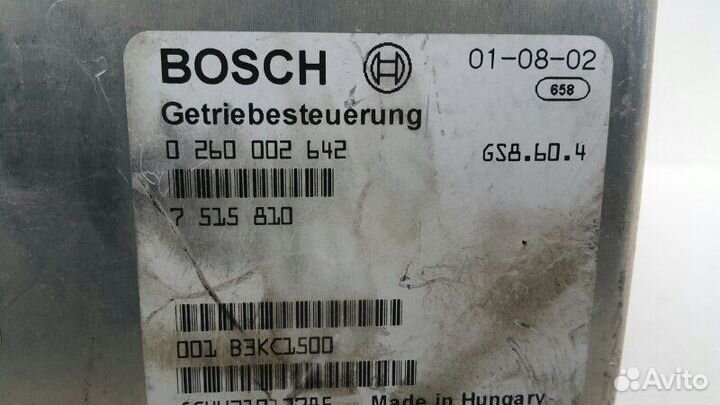 BOSCH 01-08-02
658
Getriebesteuerung
0 260 002 642 GS8.60.4
7 515 810
001 B3KC1500
Made in Hungary
Avito